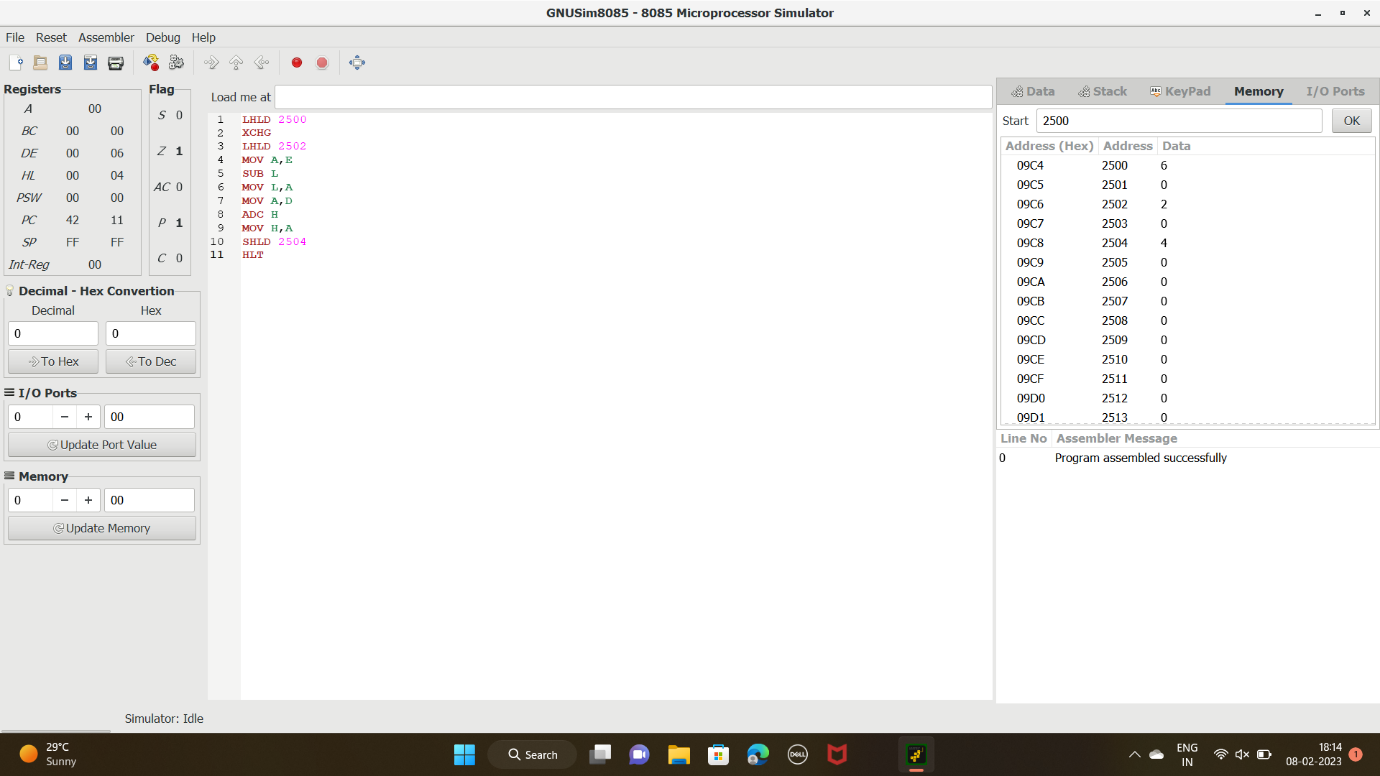 GNUSim8085 - 8085 Microprocessor Simulator
File Reset Assembler Debug Help
Registers
A 00
BC 00 00
DE 00 06
HL 00 04
PSW 00 00
PC 42 11
SP FF FF
Int-Reg 00
Flag
S 0
Z 1
AC 0
P 1
C 0
Decimal - Hex Convertion
Decimal Hex
0 0
To Hex To Dec
I/O Ports
0 − + 00
Update Port Value
Memory
0 − + 00
Update Memory
Load me at
1 LHLD 2500
2 XCHG
3 LHLD 2502
4 MOV A,E
5 SUB L
6 MOV L,A
7 MOV A,D
8 ADC H
9 MOV H,A
10 SHLD 2504
11 HLT
Data Stack Abc KeyPad Memory I/O Ports
Start 2500 OK
Address (Hex) Address Data
09C4 2500 6
09C5 2501 0
09C6 2502 2
09C7 2503 0
09C8 2504 4
09C9 2505 0
09CA 2506 0
09CB 2507 0
09CC 2508 0
09CD 2509 0
09CE 2510 0
09CF 2511 0
09D0 2512 0
09D1 2513 0
Line No Assembler Message
0 Program assembled successfully
Simulator: Idle
29°C
Sunny
Search
DELL
ENG
IN
18:14
08-02-2023
1